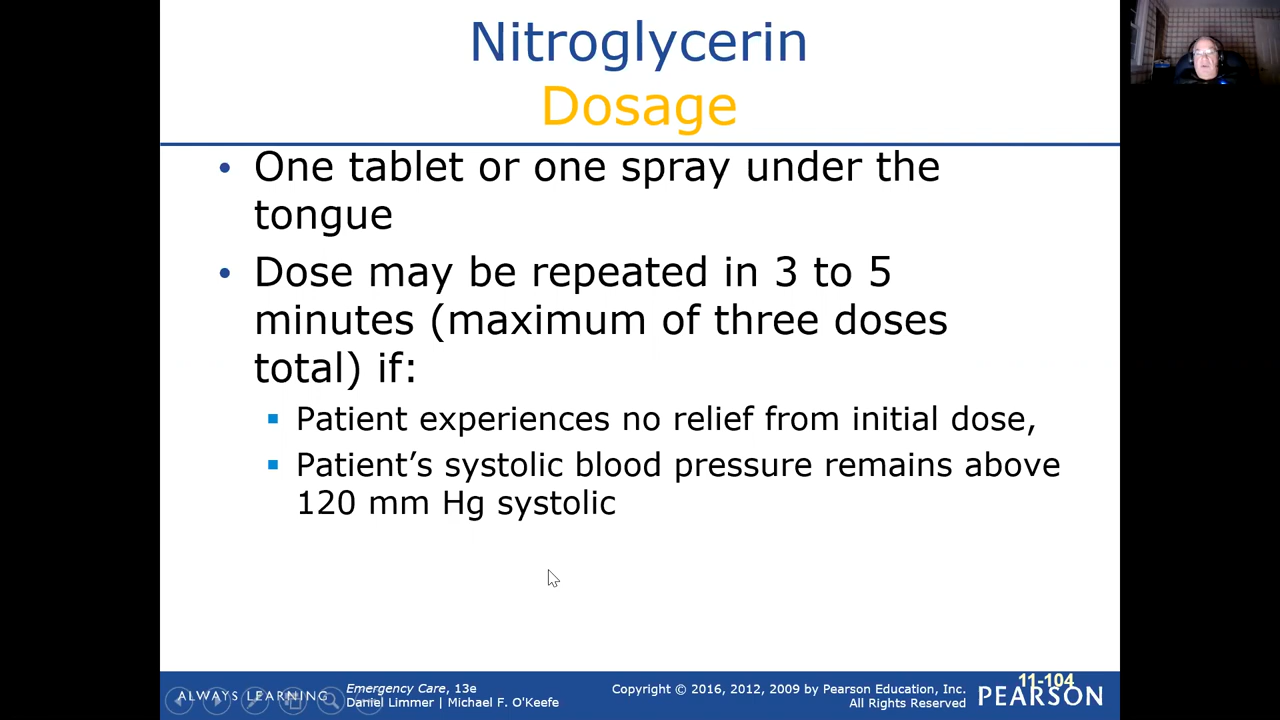 Nitroglycerin
Dosage
• One tablet or one spray under the
tongue
• Dose may be repeated in 3 to 5
minutes (maximum of three doses
total) if:
▪ Patient experiences no relief from initial dose,
▪ Patient’s systolic blood pressure remains above
120 mm Hg systolic
ALWAYS LEARNING
Emergency Care, 13e
Daniel Limmer | Michael F. O'Keefe
Copyright © 2016, 2012, 2009 by Pearson Education, Inc.
All Rights Reserved
11-104
PEARSON